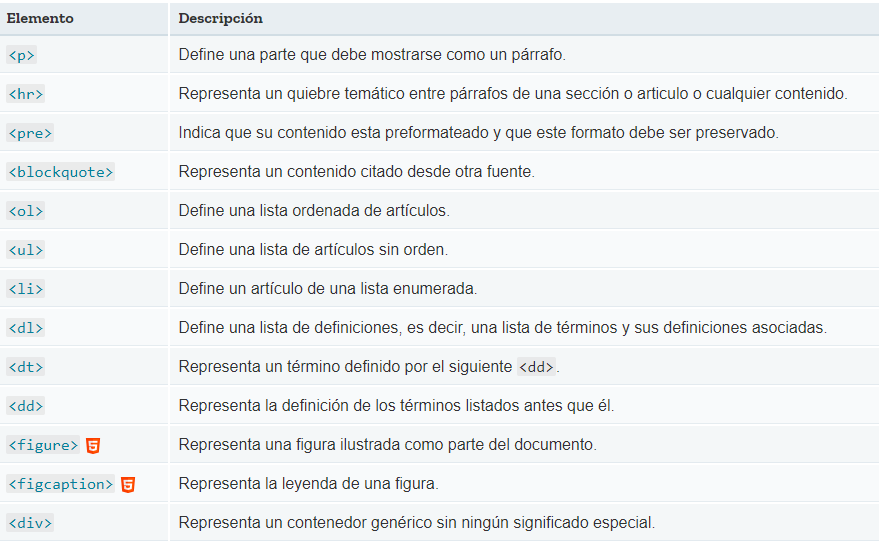 Elemento Descripción
<p> Define una parte que debe mostrarse como un párrafo.
<hr> Representa un quiebre temático entre párrafos de una sección o articulo o cualquier contenido.
<pre> Indica que su contenido esta preformateado y que este formato debe ser preservado.
<blockquote> Representa un contenido citado desde otra fuente.
<ol> Define una lista ordenada de artículos.
<ul> Define una lista de artículos sin orden.
<li> Define un artículo de una lista enumerada.
<dl> Define una lista de definiciones, es decir, una lista de términos y sus definiciones asociadas.
<dt> Representa un término definido por el siguiente <dd>.
<dd> Representa la definición de los términos listados antes que él.
<figure> 5 Representa una figura ilustrada como parte del documento.
<figcaption> 5 Representa la leyenda de una figura.
<div> Representa un contenedor genérico sin ningún significado especial.